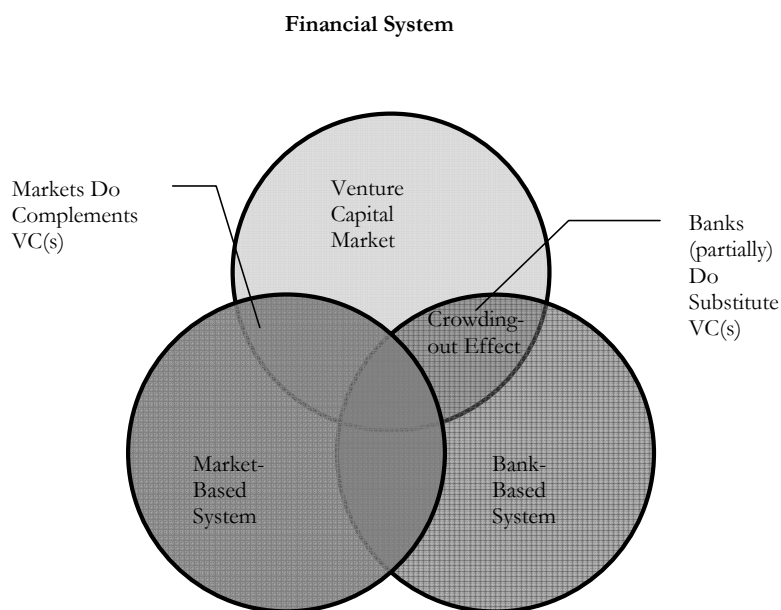 Financial System
Markets Do
Complements
VC(s)
Venture
Capital
Market
Banks
(partially)
Do
Substitute
VC(s)
Crowding-
out Effect
Market-
Based
System
Bank-
Based
System